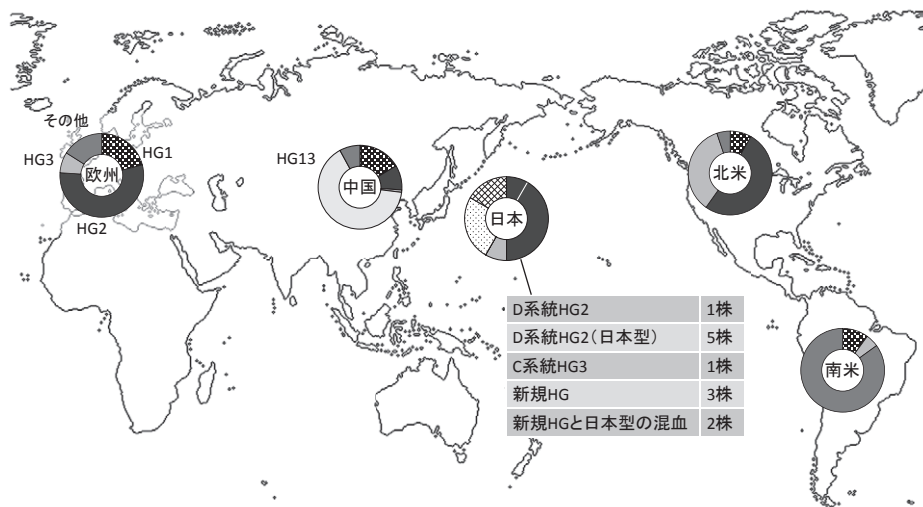 その他
HG3
HG1
欧州
HG2
HG13
中国
日本
北米
南米
D系統HG2 1株
D系統HG2（日本型） 5株
C系統HG3 1株
新規HG 3株
新規HGと日本型の混血 2株